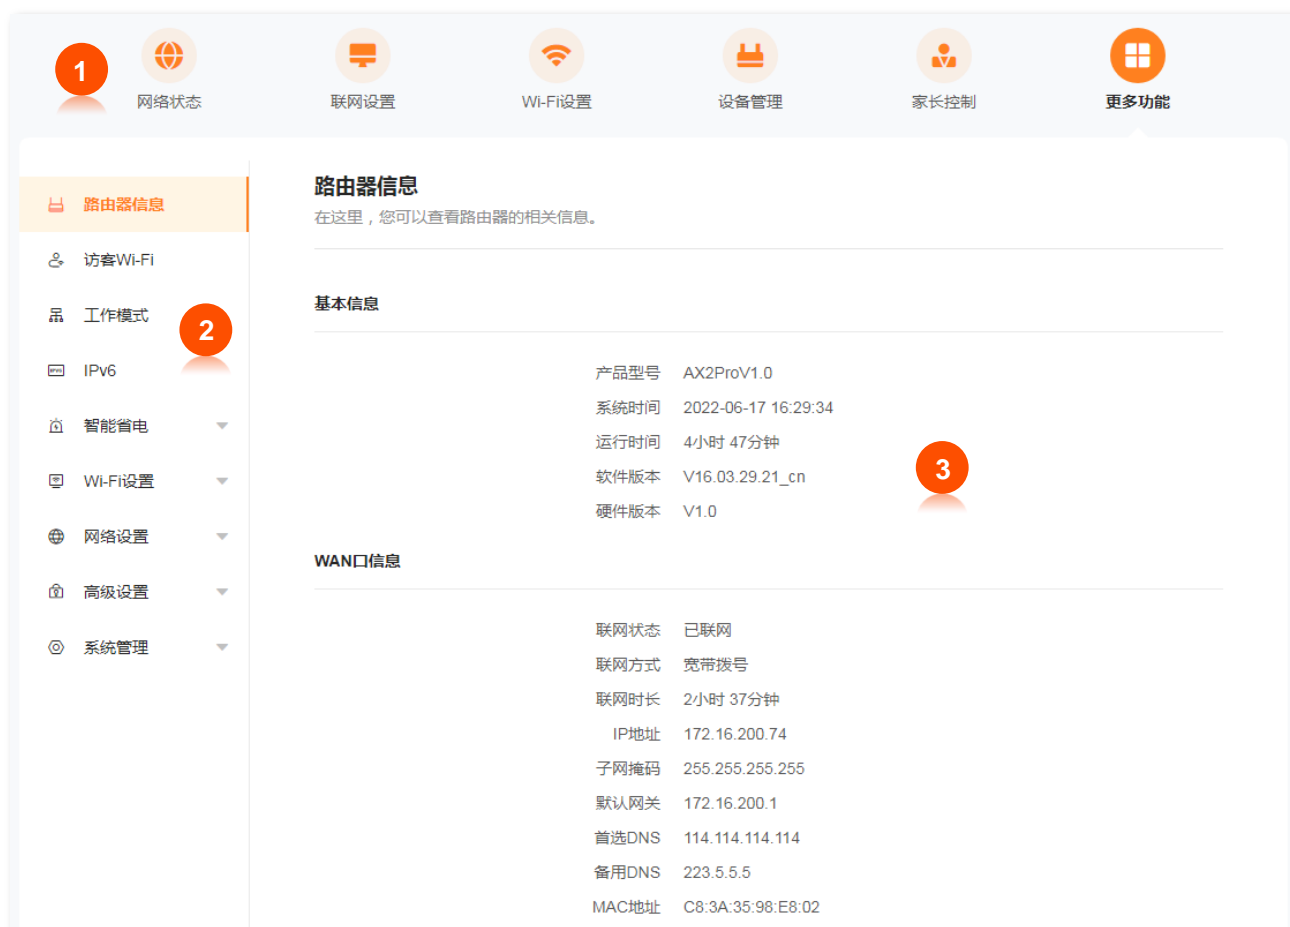 1
网络状态 联网设置 Wi-Fi设置 设备管理 家长控制 更多功能
路由器信息
访客Wi-Fi
工作模式
2
IPv6
智能省电
Wi-Fi设置
网络设置
高级设置
系统管理
路由器信息
在这里，您可以查看路由器的相关信息。
基本信息
产品型号 AX2ProV1.0
系统时间 2022-06-17 16:29:34
运行时间 4小时 47分钟
软件版本 V16.03.29.21_cn
3
硬件版本 V1.0
WAN口信息
联网状态 已联网
联网方式 宽带拨号
联网时长 2小时 37分钟
IP地址 172.16.200.74
子网掩码 255.255.255.255
默认网关 172.16.200.1
首选DNS 114.114.114.114
备用DNS 223.5.5.5
MAC地址 C8:3A:35:98:E8:02